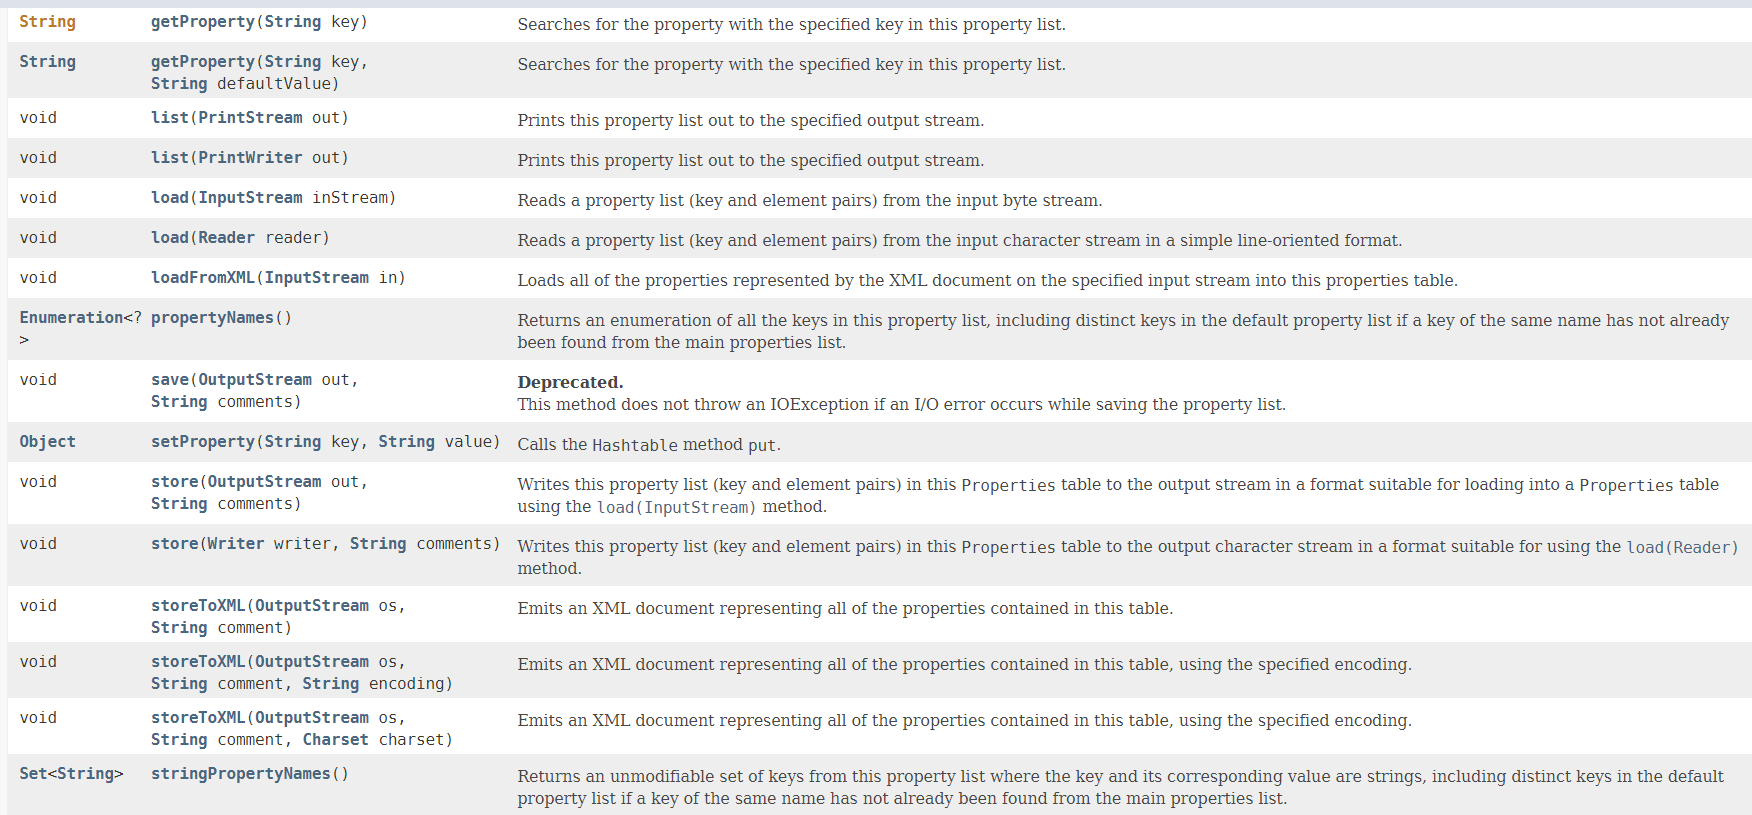 String getProperty(String key) Searches for the property with the specified key in this property list.
String getProperty(String key, Searches for the property with the specified key in this property list.
String defaultValue)
void list(PrintStream out) Prints this property list out to the specified output stream.
void list(PrintWriter out) Prints this property list out to the specified output stream.
void load(InputStream inStream) Reads a property list (key and element pairs) from the input byte stream.
void load(Reader reader) Reads a property list (key and element pairs) from the input character stream in a simple line-oriented format.
void loadFromXML(InputStream in) Loads all of the properties represented by the XML document on the specified input stream into this properties table.
Enumeration<? propertyNames() Returns an enumeration of all the keys in this property list, including distinct keys in the default property list if a key of the same name has not already
> been found from the main properties list.
void save(OutputStream out, Deprecated.
String comments) This method does not throw an IOException if an I/O error occurs while saving the property list.
Object setProperty(String key, String value) Calls the Hashtable method put.
void store(OutputStream out, Writes this property list (key and element pairs) in this Properties table to the output stream in a format suitable for loading into a Properties table
String comments) using the load(InputStream) method.
void store(Writer writer, String comments) Writes this property list (key and element pairs) in this Properties table to the output character stream in a format suitable for using the load(Reader)
method.
void storeToXML(OutputStream os, Emits an XML document representing all of the properties contained in this table.
String comment)
void storeToXML(OutputStream os, Emits an XML document representing all of the properties contained in this table, using the specified encoding.
String comment, String encoding)
void storeToXML(OutputStream os, Emits an XML document representing all of the properties contained in this table, using the specified encoding.
String comment, Charset charset)
Set<String> stringPropertyNames() Returns an unmodifiable set of keys from this property list where the key and its corresponding value are strings, including distinct keys in the default
property list if a key of the same name has not already been found from the main properties list.